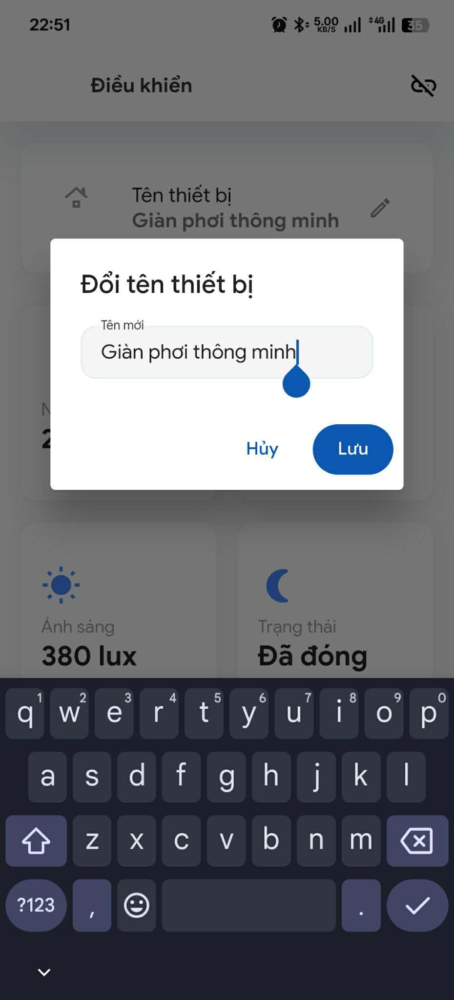 22:51
5.00 KB/S
4G
35
Điều khiển
Tên thiết bị
Giàn phơi thông minh
Đổi tên thiết bị
Tên mới
Giàn phơi thông minh
Hủy
Lưu
Ánh sáng
380 lux
Trạng thái
Đã đóng
q1 w2 e3 r4 t5 y6 u7 i8 o9 p0
a s d f g h j k l
z x c v b n m
?123 , .